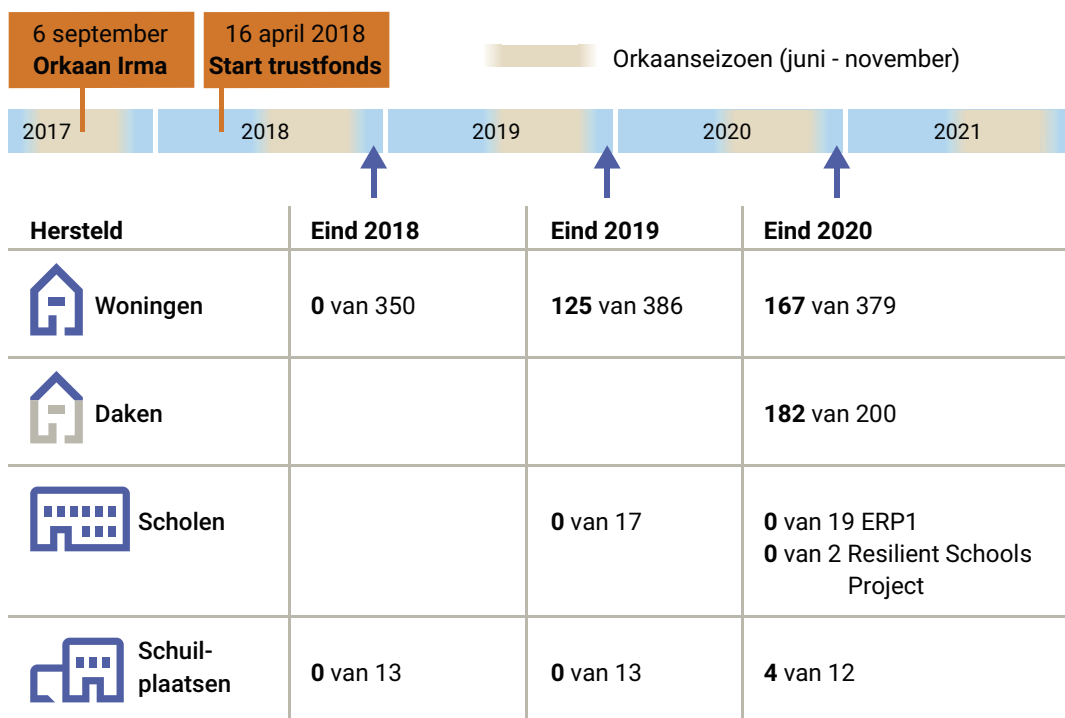 6 september
Orkaan Irma
16 april 2018
Start trustfonds
Orkaanseizoen (juni - november)
2017
2018
2019
2020
2021
Hersteld
Eind 2018
Eind 2019
Eind 2020
Woningen
0 van 350
125 van 386
167 van 379
Daken
182 van 200
Scholen
0 van 17
0 van 19 ERP1
0 van 2 Resilient Schools
Project
Schuil-
plaatsen
0 van 13
0 van 13
4 van 12